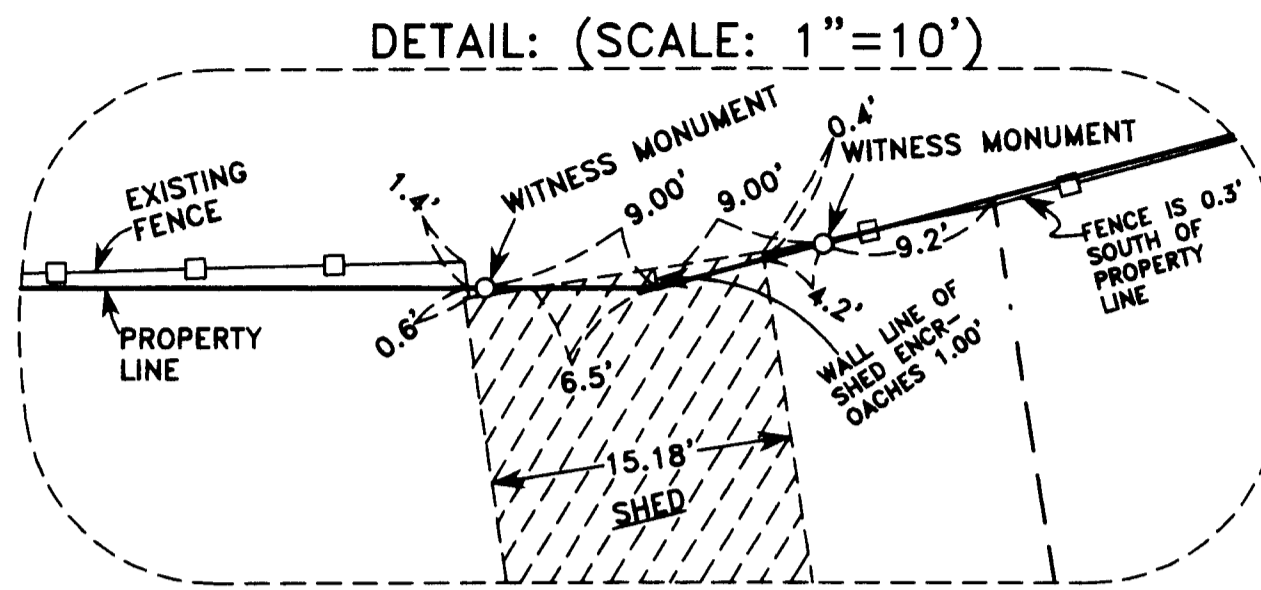 DETAIL: (SCALE: 1"=10')
WITNESS MONUMENT
0.4'
WITNESS MONUMENT
EXISTING
FENCE
1.4'
9.00'
9.00'
9.2'
FENCE IS 0.3'
SOUTH OF
PROPERTY
LINE
PROPERTY
LINE
0.6'
6.5'
4.2'
WALL LINE OF
SHED ENCR-
OACHES 1.00'
15.18'
SHED